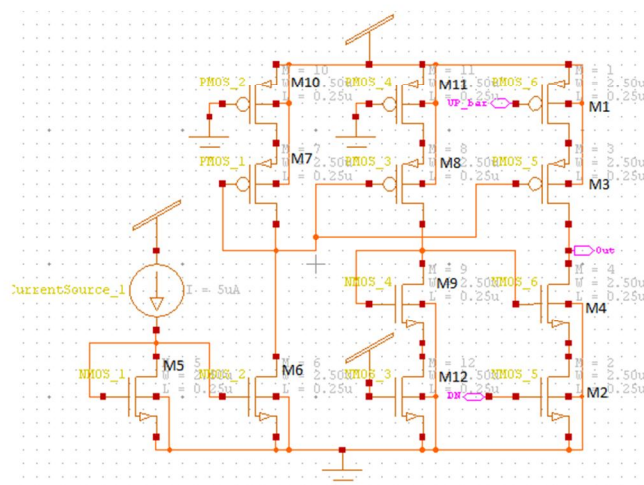 PMOS_2
M = 10
M10
W = 2.50u
L = 0.25u
PMOS_4
M = 11
M11
W = 2.50u
L = 0.25u
UP_bar
PMOS_6
M = 1
W = 2.50u
L = 0.25u
M1
PMOS_1
M = 7
M7
W = 2.50u
L = 0.25u
PMOS_3
M = 8
M8
W = 2.50u
L = 0.25u
PMOS_5
M = 3
W = 2.50u
L = 0.25u
M3
Out
CurrentSource_1
I = 5uA
NMOS_4
M = 9
M9
W = 2.50u
L = 0.25u
NMOS_6
M = 4
W = 2.50u
L = 0.25u
M4
NMOS_1
M = 5
M5
L = 0.25u
NMOS_2
M = 6
M6
W = 2.50u
L = 0.25u
NMOS_3
M = 12
M12
W = 2.50u
L = 0.25u
DN
NMOS_5
M = 2
W = 2.50u
L = 0.25u
M2